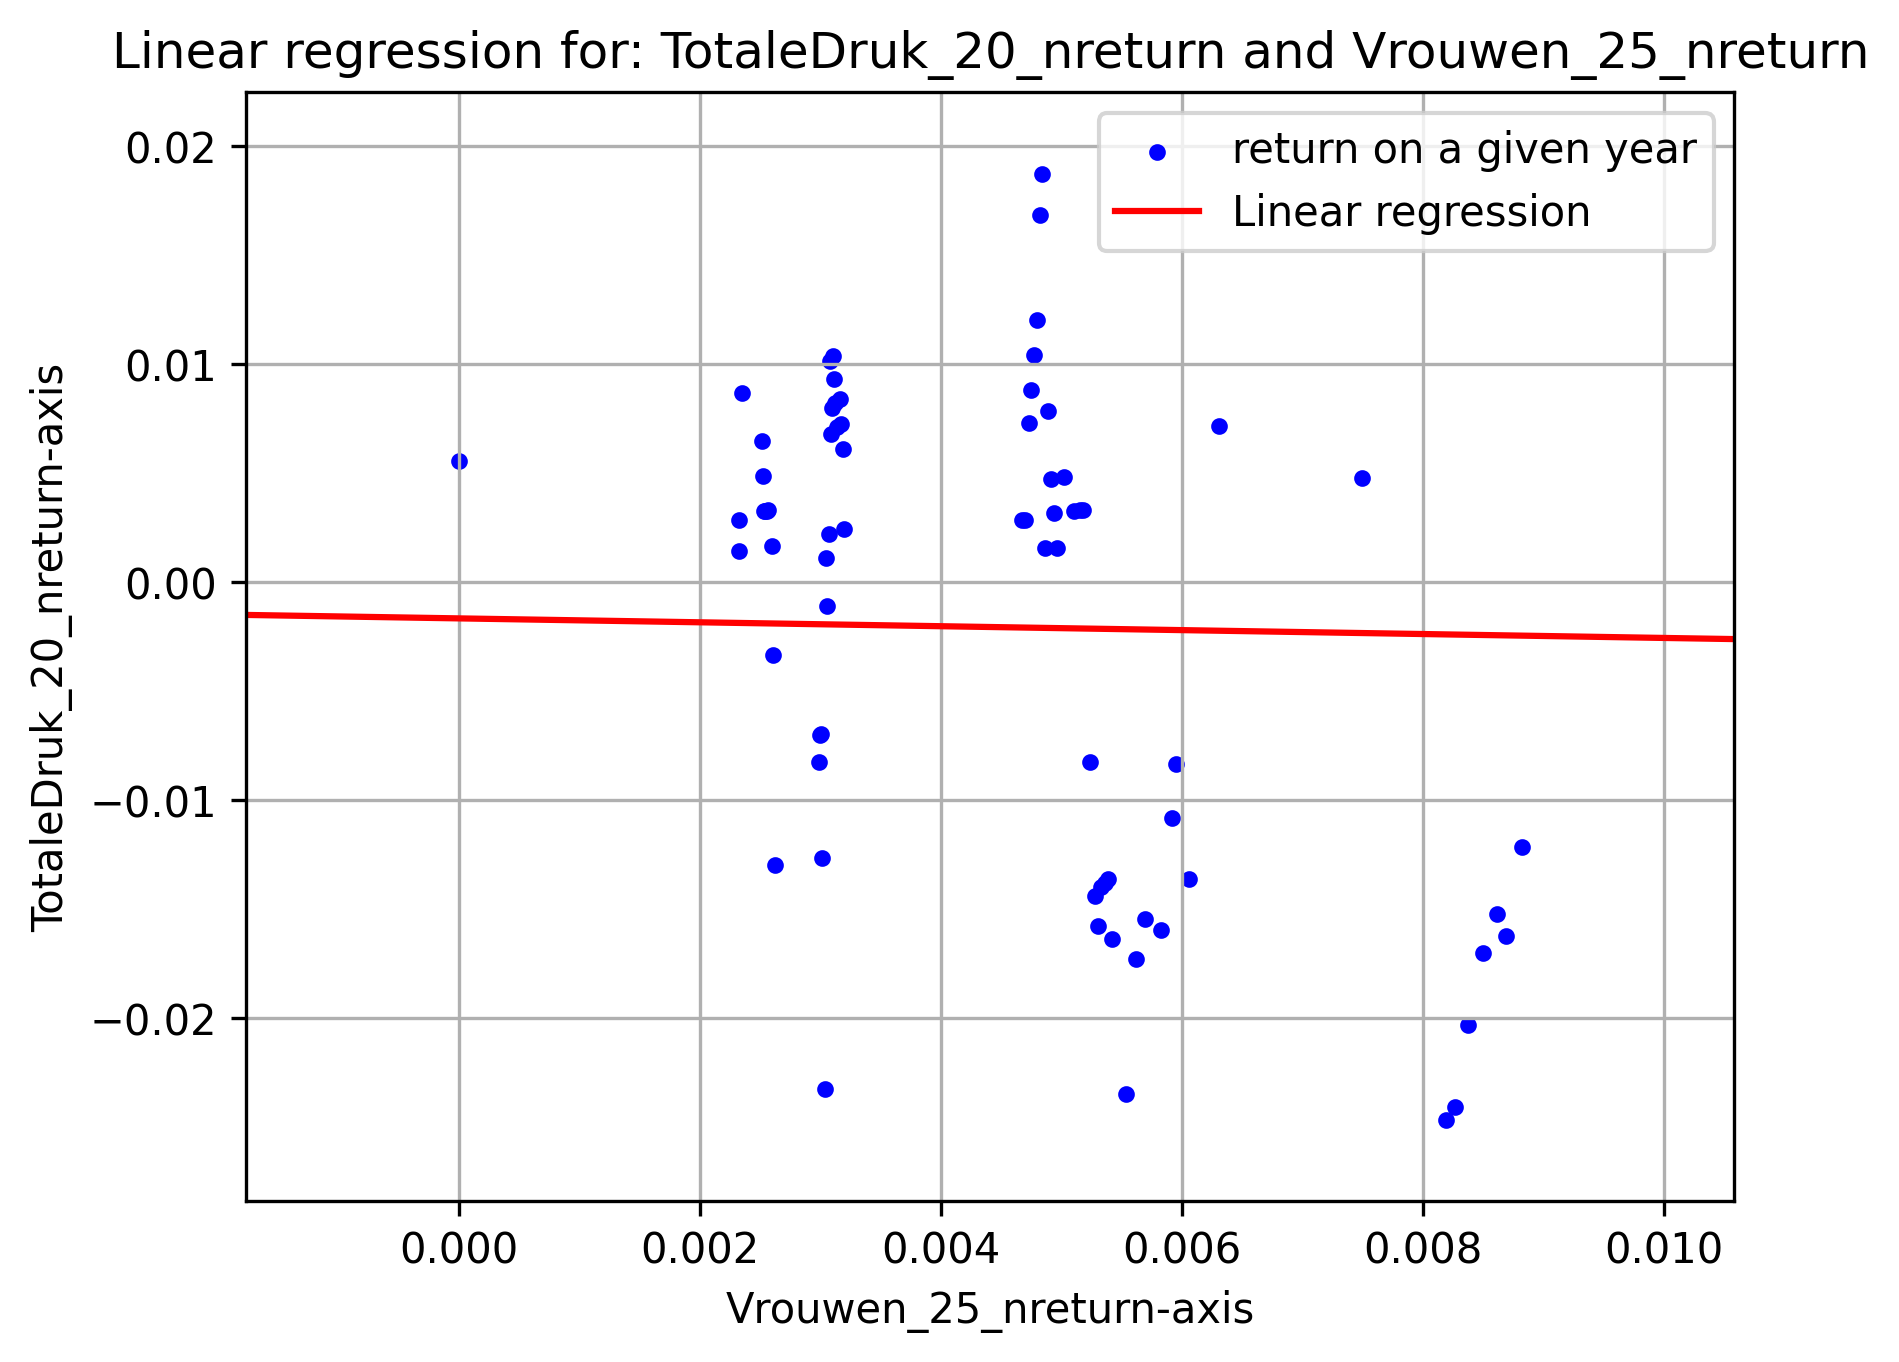 Linear regression for: TotaleDruk_20_nreturn and Vrouwen_25_nreturn
return on a given year
Linear regression
0.02
0.01
0.00
−0.01
−0.02
TotaleDruk_20_nreturn-axis
0.000 0.002 0.004 0.006 0.008 0.010
Vrouwen_25_nreturn-axis